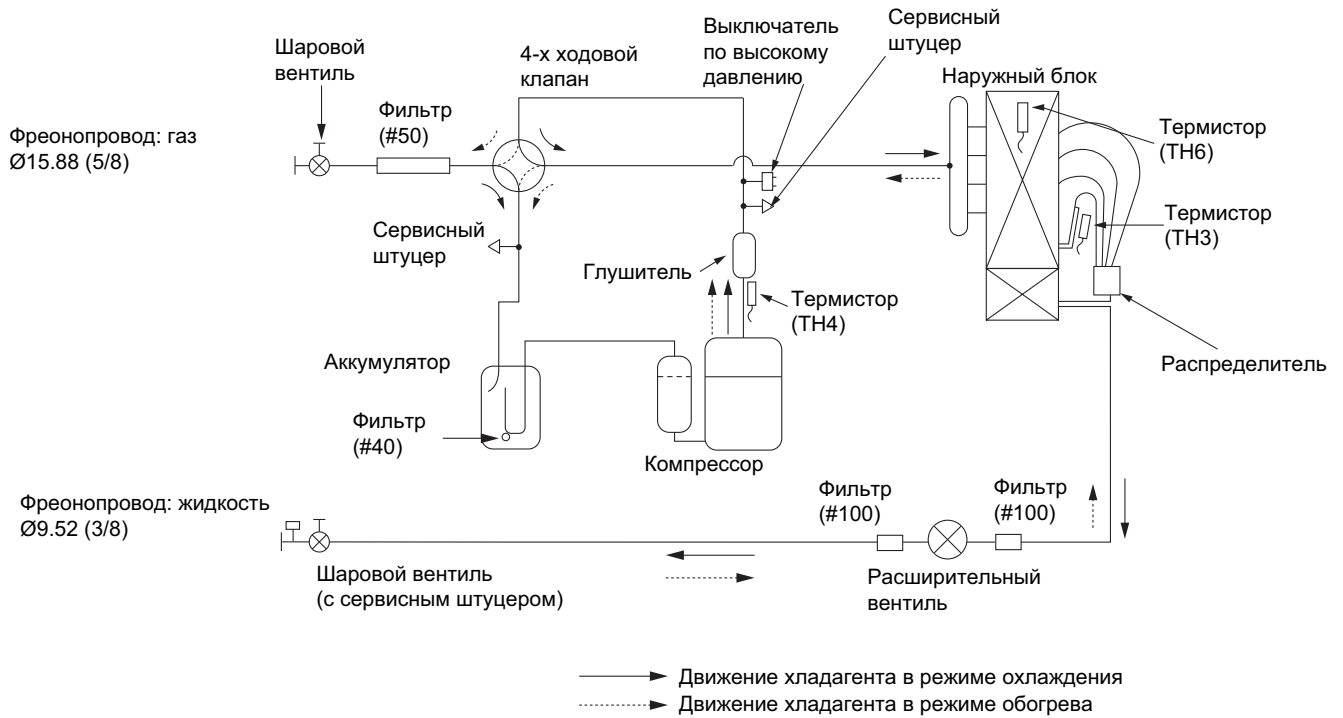 Сервисный
штуцер
Выключатель
по высокому
давлению
Шаровой
вентиль
4-х ходовой
клапан
Наружный блок
Фильтр
(#50)
Фреонопровод: газ
Ø15.88 (5/8)
Термистор
(TH6)
Термистор
(TH3)
Сервисный
штуцер
Глушитель
Термистор
(TH4)
Аккумулятор
Распределитель
Фильтр
(#40)
Компрессор
Фреонопровод: жидкость
Ø9.52 (3/8)
Фильтр
(#100)
Фильтр
(#100)
Шаровой вентиль
(с сервисным штуцером)
Расширительный
вентиль
Движение хладагента в режиме охлаждения
Движение хладагента в режиме обогрева